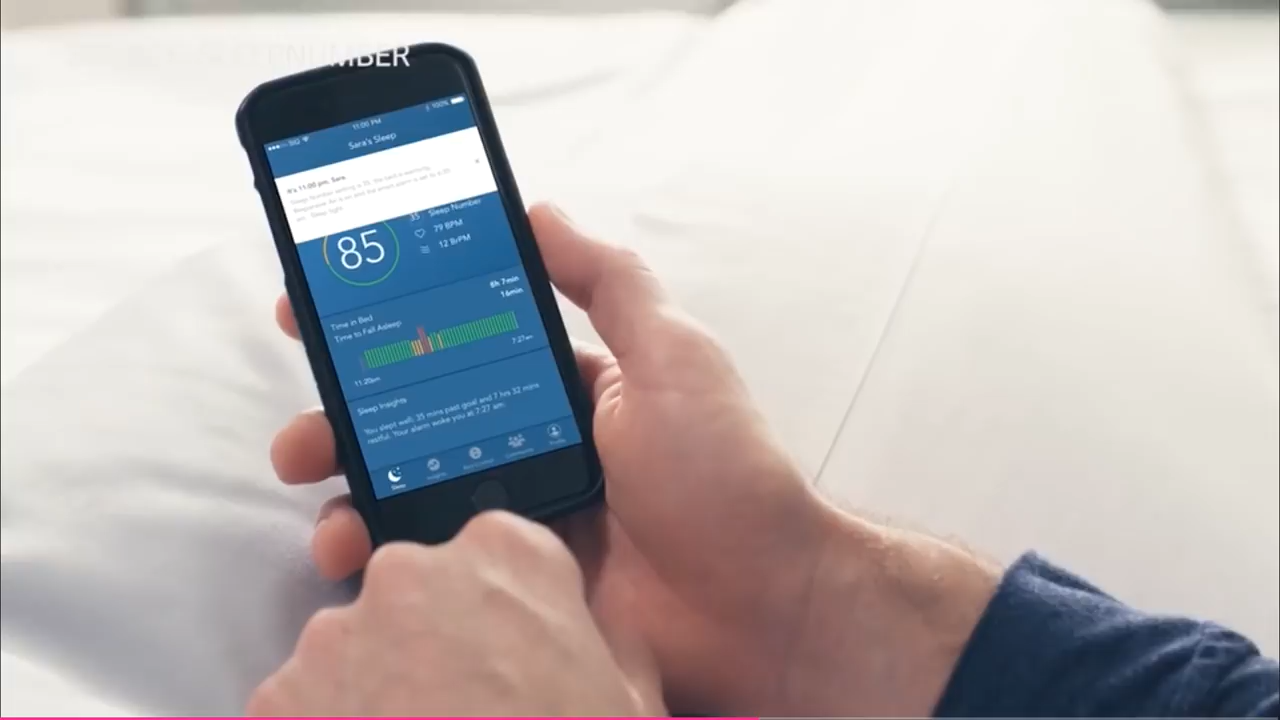 NUMBER
11:00 PM
100%
Sara's Sleep
It's 11:00 pm, Sara.
85
35 Sleep Number
79 BPM
12 BrPM
8h 7min
16min
Time in Bed
Time to Fall Asleep
11:20pm
7:27am
Sleep Insights
You slept well; 35 mins past goal and 7 hrs 32 mins
restful. Your alarm woke you at 7:27 am.
Sleep
Insights
Community
Profile